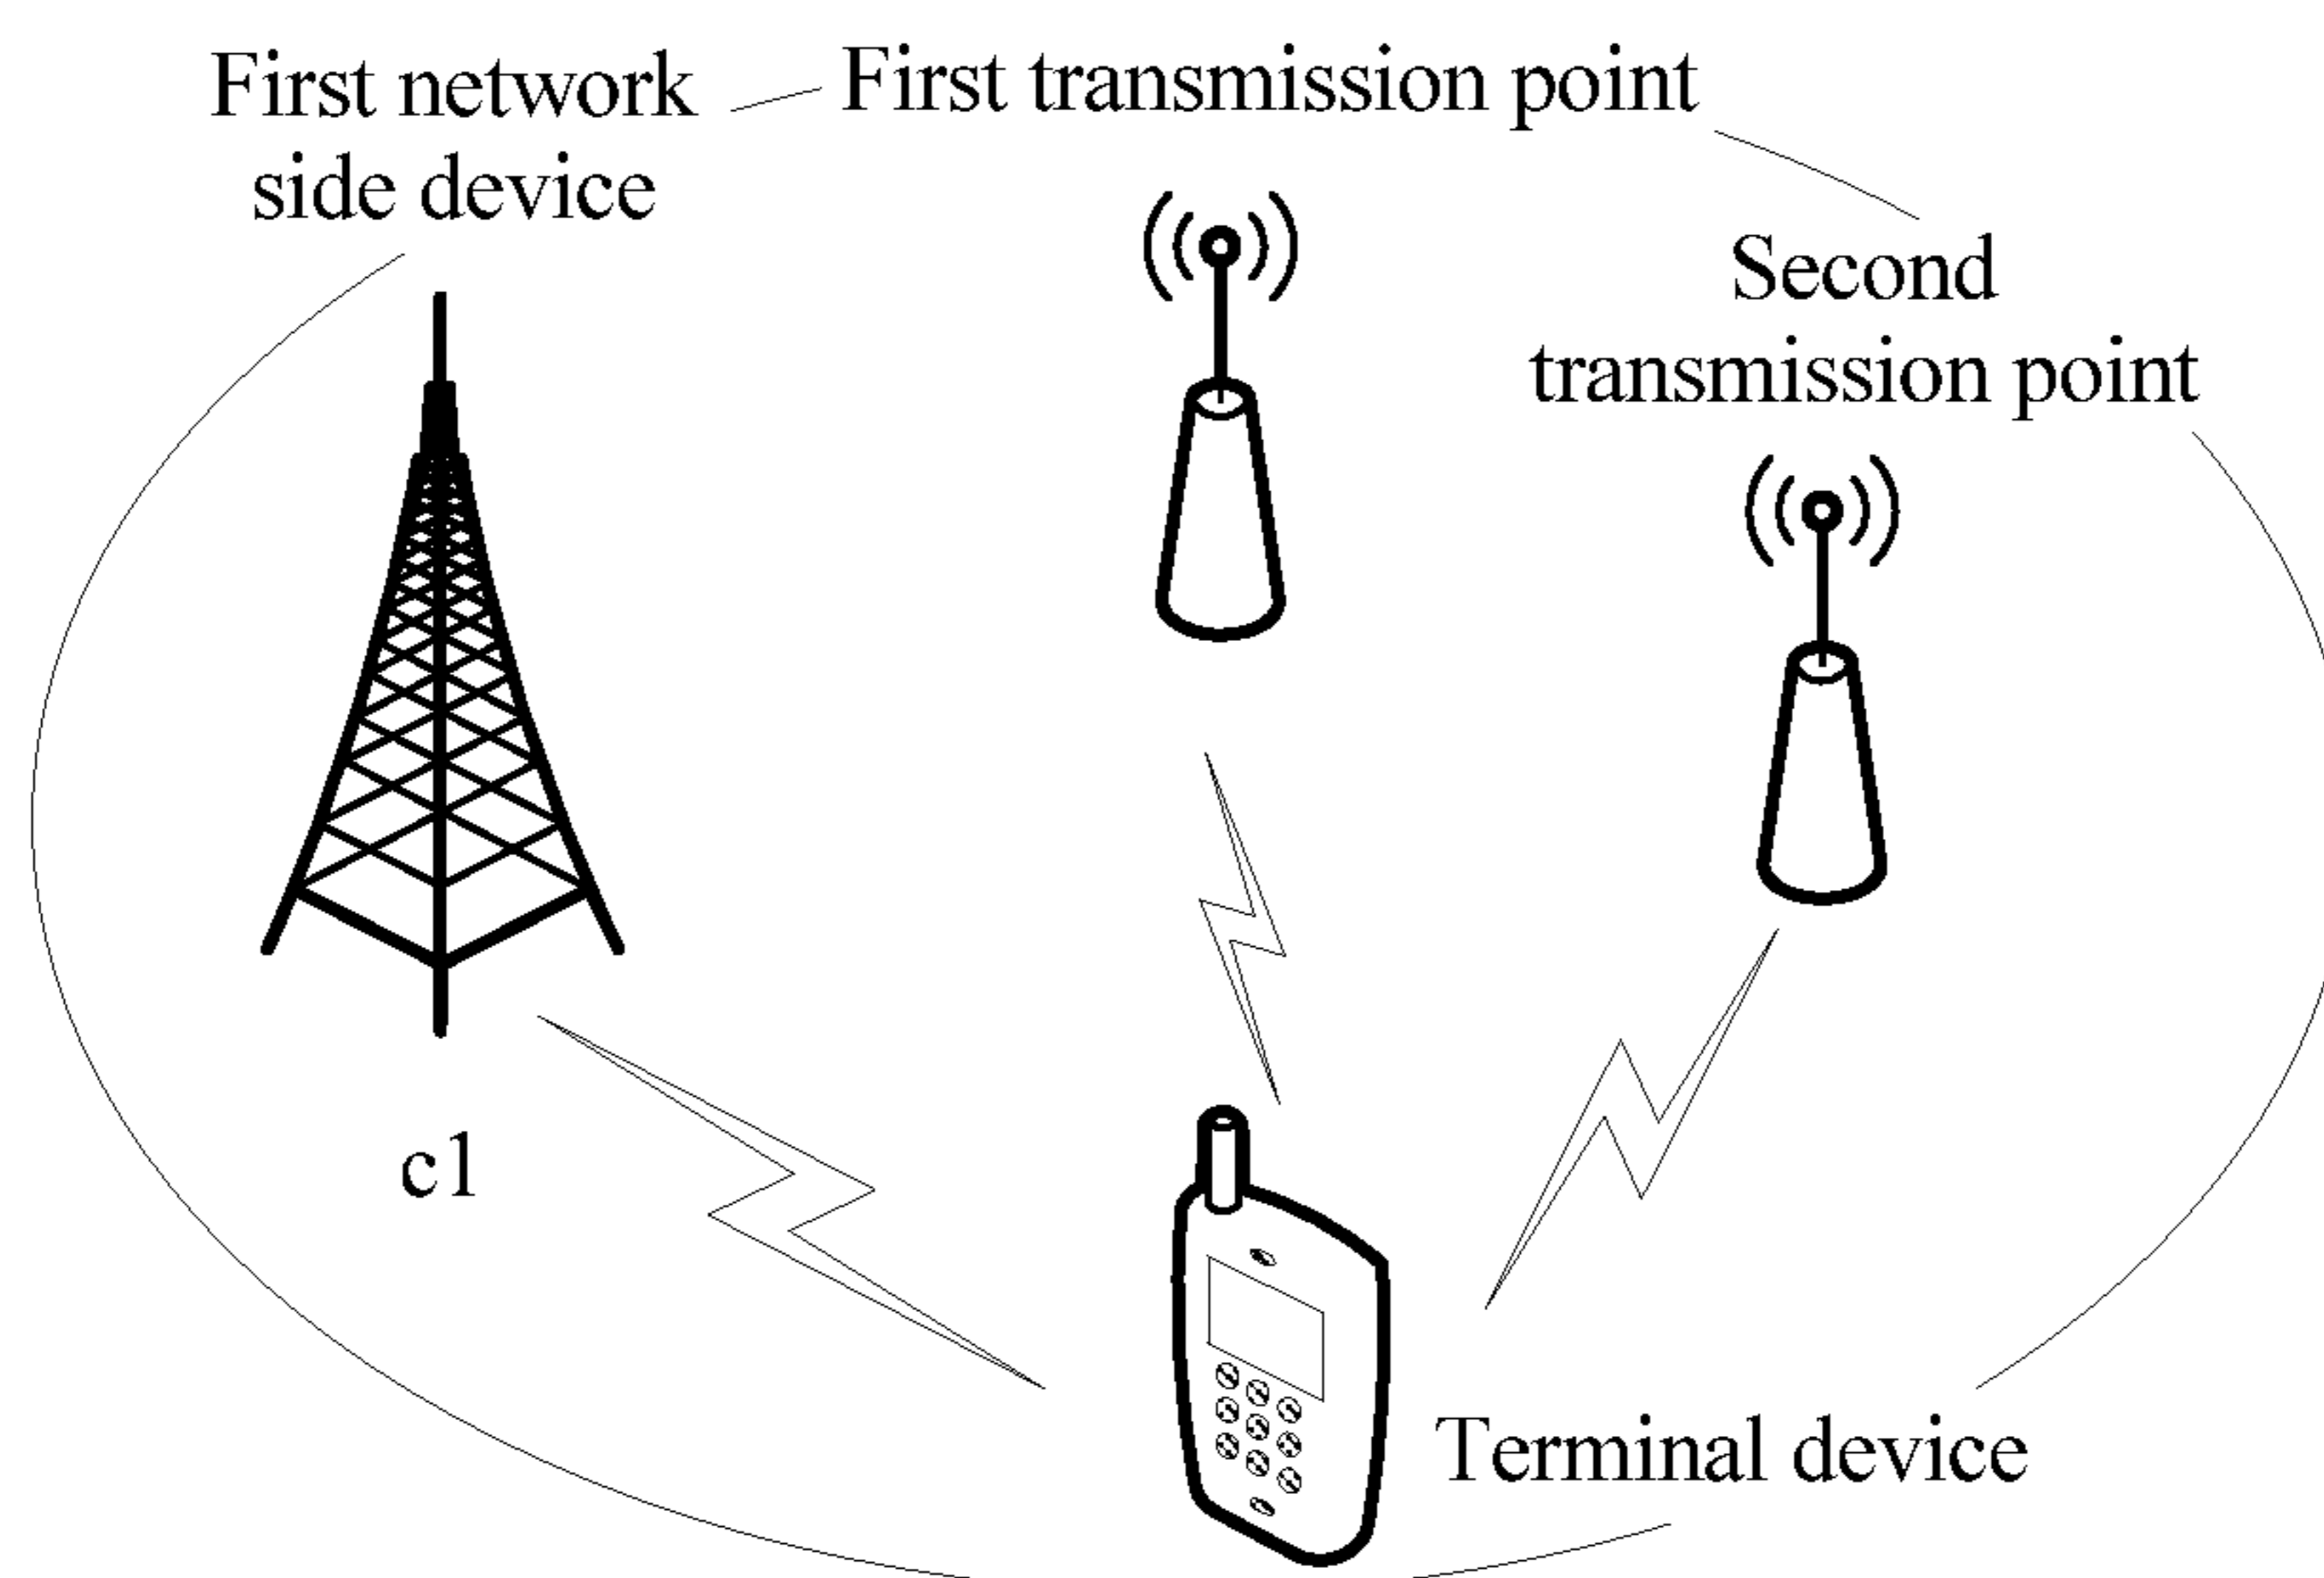 First network
side device
First transmission point
Second
transmission point
c1
Terminal device